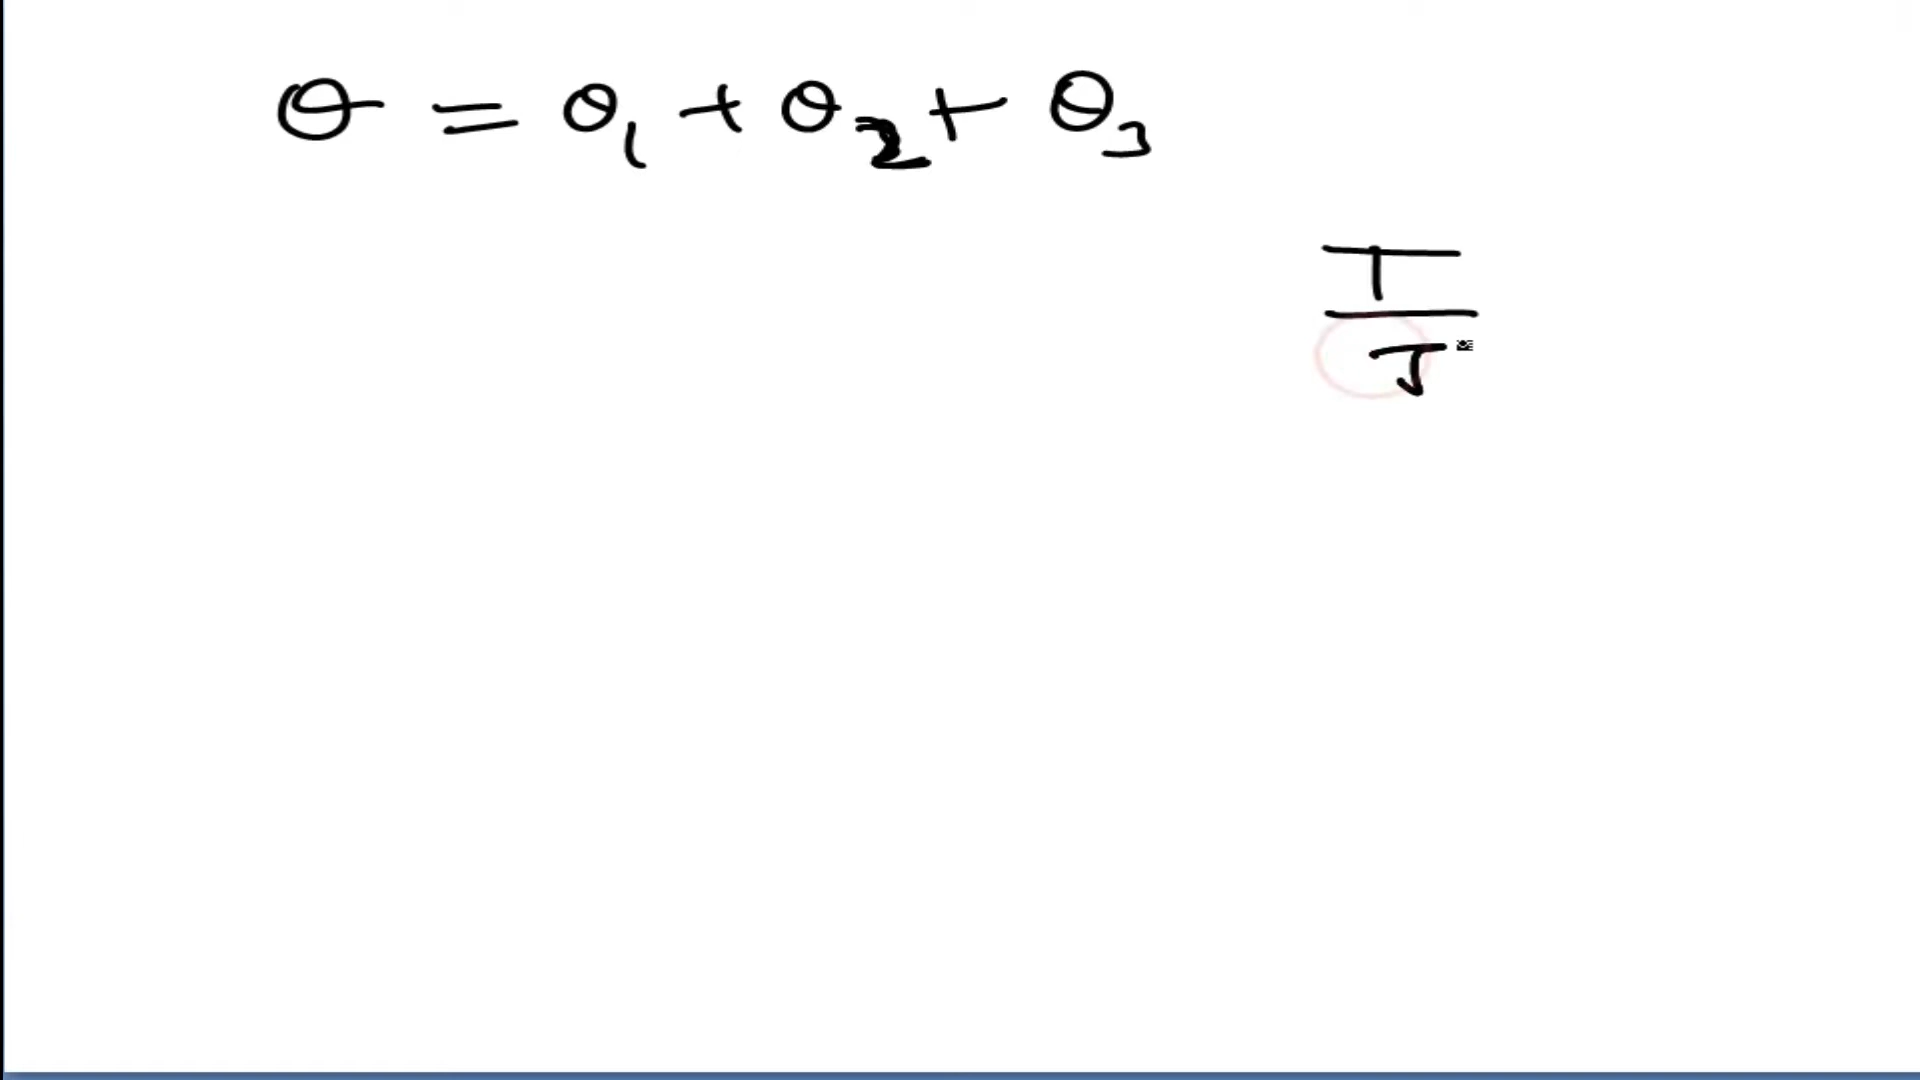 θ = θ₁ + θ₂ + θ₃
T
J